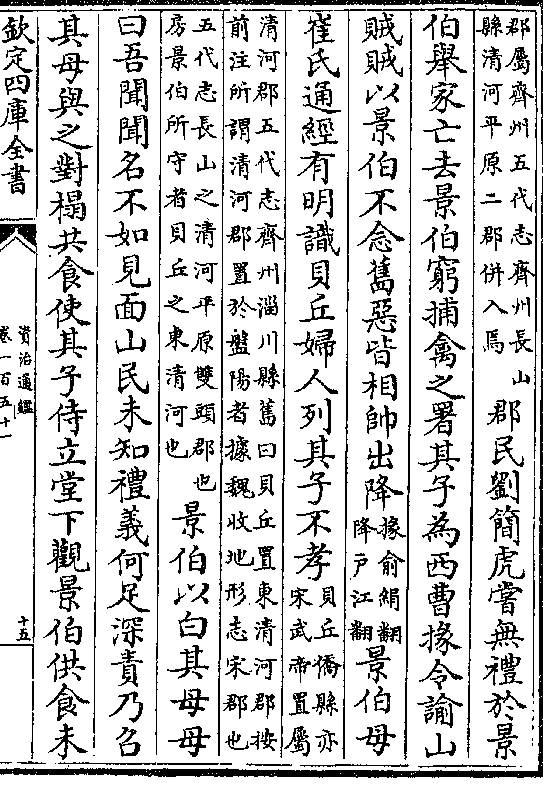 郡屬齊州五代志齊州長山
縣清河平原二郡併入焉
郡民劉簡虎嘗無禮於景
伯舉家亡去景伯窮捕禽之署其子為西曹掾令諭山
賊賊以景伯不念舊惡皆相帥出降
掾俞絹翻
降戶江翻
景伯母
崔氏通經有明識貝丘婦人列其子不孝
貝丘僑縣亦
宋武帝置屬
清河郡五代志齊州淄川縣舊曰貝丘置東清河郡按
前注所謂清河郡置於盤陽者據魏收地形志宋郡也
五代志長山之清河平原雙頭郡也
房景伯所守者貝丘之東清河也
景伯以白其母母
曰吾聞聞名不如見面山民未知禮義何足深責乃召
其母與之對榻共食使其子侍立堂下觀景伯供食未
欽定四庫全書
資治通鑑
卷一百五十一
十五